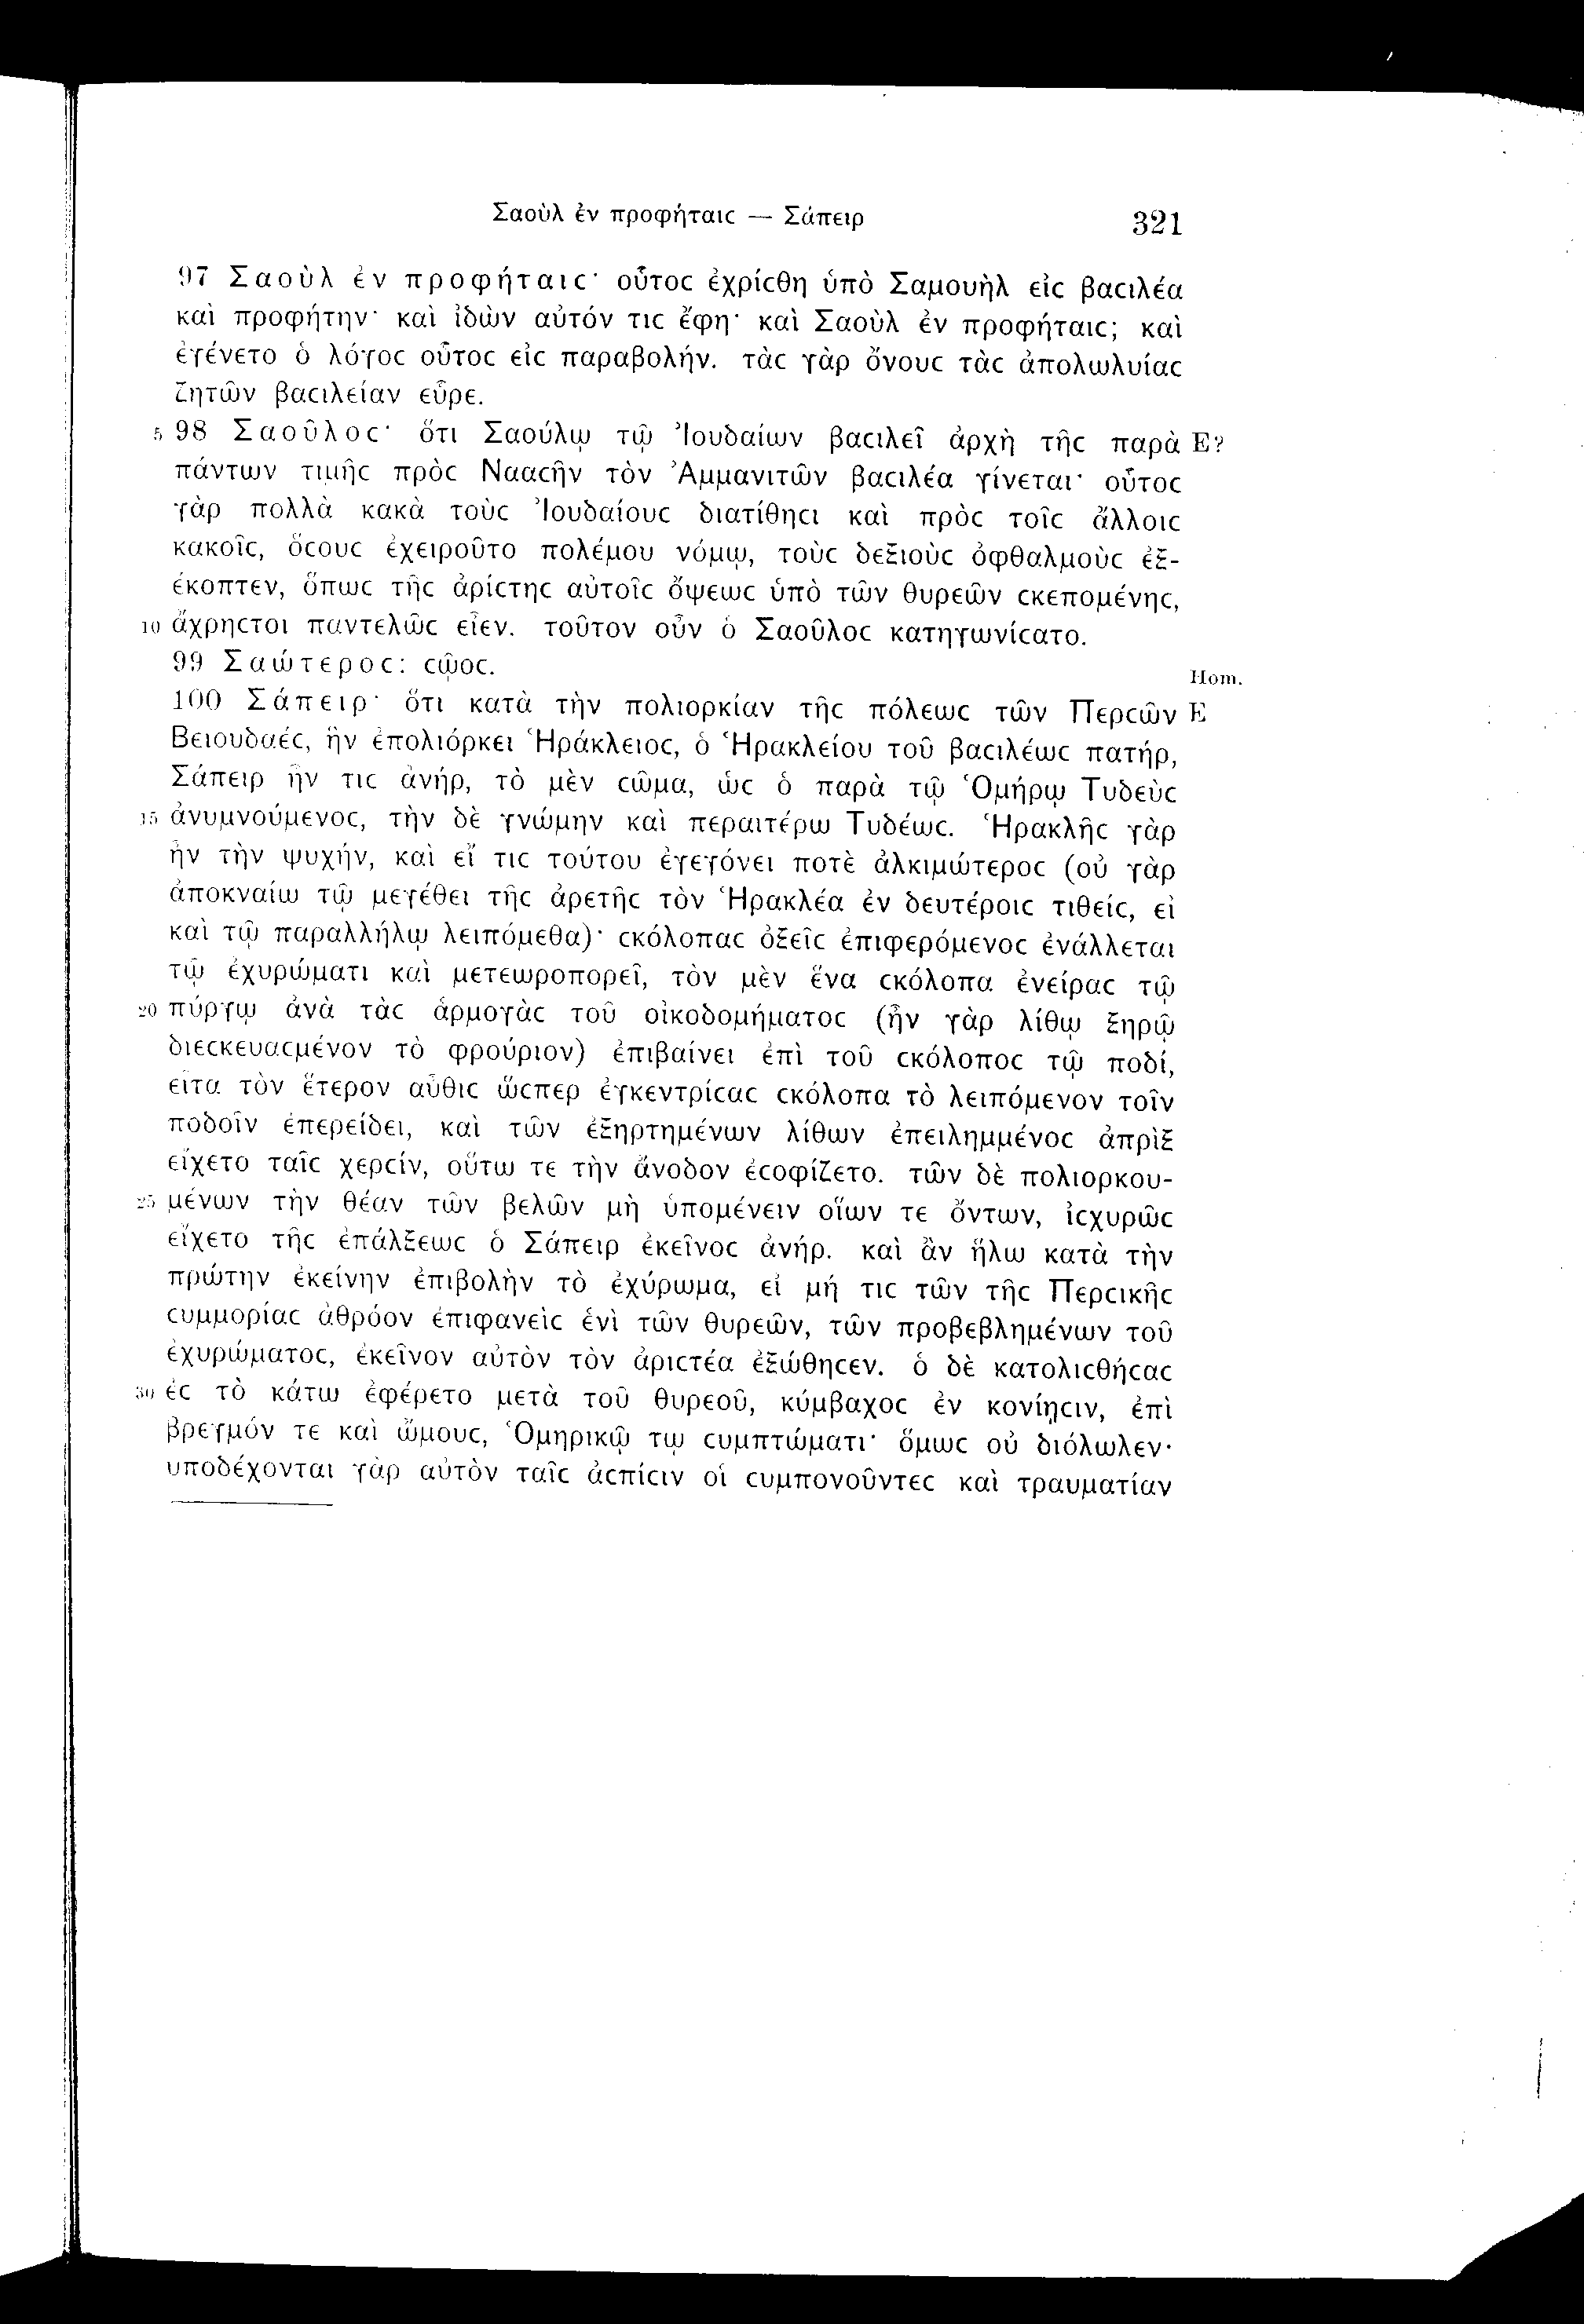 Σαοὺλ ἐν προφήταιϲ — Σάπειρ 321
97 Σαοὺλ ἐν προφήταιϲ· οὗτοϲ ἐχρίϲθη ὑπὸ Σαμουὴλ εἰϲ βαϲιλέα
καὶ προφήτην· καὶ ἰδὼν αὐτόν τιϲ ἔφη· καὶ Σαοὺλ ἐν προφήταιϲ; καὶ
ἐγένετο ὁ λόγοϲ οὗτοϲ εἰϲ παραβολήν. τὰϲ γὰρ ὄνουϲ τὰϲ ἀπολωλυίαϲ
ζητῶν βαϲιλείαν εὗρε.
5 98 Σαοῦλοϲ· ὅτι Σαούλῳ τῷ Ἰουδαίων βαϲιλεῖ ἀρχὴ τῆϲ παρὰ E?
πάντων τιμῆϲ πρὸϲ Νααϲῆν τὸν Ἀμμανιτῶν βαϲιλέα γίνεται· οὗτοϲ
γὰρ πολλὰ κακὰ τοὺϲ Ἰουδαίουϲ διατίθηϲι καὶ πρὸϲ τοῖϲ ἄλλοιϲ
κακοῖϲ, ὅϲουϲ ἐχειροῦτο πολέμου νόμῳ, τοὺϲ δεξιοὺϲ ὀφθαλμοὺϲ ἐξ-
έκοπτεν, ὅπωϲ τῆϲ ἀρίϲτηϲ αὐτοῖϲ ὄψεωϲ ὑπὸ τῶν θυρεῶν ϲκεπομένηϲ,
10 ἄχρηϲτοι παντελῶϲ εἶεν. τοῦτον οὖν ὁ Σαοῦλοϲ κατηγωνίϲατο.
99 Σαώτεροϲ: ϲῷοϲ. Hom.
100 Σάπειρ· ὅτι κατὰ τὴν πολιορκίαν τῆϲ πόλεωϲ τῶν Περϲῶν E
Βειουδαέϲ, ἣν ἐπολιόρκει Ἡράκλειοϲ, ὁ Ἡρακλείου τοῦ βαϲιλέωϲ πατήρ,
Σάπειρ ἦν τιϲ ἀνήρ, τὸ μὲν ϲῶμα, ὡϲ ὁ παρὰ τῷ Ὁμήρῳ Τυδεὺϲ
15 ἀνυμνούμενοϲ, τὴν δὲ γνώμην καὶ περαιτέρω Τυδέωϲ. Ἡρακλῆϲ γὰρ
ἦν τὴν ψυχήν, καὶ εἴ τιϲ τούτου ἐγεγόνει ποτὲ ἀλκιμώτεροϲ (οὐ γὰρ
ἀποκναίω τῷ μεγέθει τῆϲ ἀρετῆϲ τὸν Ἡρακλέα ἐν δευτέροιϲ τιθείϲ, εἰ
καὶ τῷ παραλλήλῳ λειπόμεθα)· ϲκόλοπαϲ ὀξεῖϲ ἐπιφερόμενοϲ ἐνάλλεται
τῷ ἐχυρώματι καὶ μετεωροπορεῖ, τὸν μὲν ἕνα ϲκόλοπα ἐνείραϲ τῷ
20 πύργῳ ἀνὰ τὰϲ ἁρμογὰϲ τοῦ οἰκοδομήματοϲ (ἦν γὰρ λίθῳ ξηρῷ
διεϲκευαϲμένον τὸ φρούριον) ἐπιβαίνει ἐπὶ τοῦ ϲκόλοποϲ τῷ ποδί,
εἶτα τὸν ἕτερον αὖθιϲ ὥϲπερ ἐγκεντρίϲαϲ ϲκόλοπα τὸ λειπόμενον τοῖν
ποδοῖν ἐπερείδει, καὶ τῶν ἐξηρτημένων λίθων ἐπειλημμένοϲ ἀπρὶξ
εἴχετο ταῖϲ χερϲίν, οὕτω τε τὴν ἄνοδον ἐϲοφίζετο. τῶν δὲ πολιορκου-
25 μένων τὴν θέαν τῶν βελῶν μὴ ὑπομένειν οἵων τε ὄντων, ἰϲχυρῶϲ
εἴχετο τῆϲ ἐπάλξεωϲ ὁ Σάπειρ ἐκεῖνοϲ ἀνήρ. καὶ ἂν ἥλω κατὰ τὴν
πρώτην ἐκείνην ἐπιβολὴν τὸ ἐχύρωμα, εἰ μή τιϲ τῶν τῆϲ Περϲικῆϲ
ϲυμμορίαϲ ἀθρόον ἐπιφανεὶϲ ἑνὶ τῶν θυρεῶν, τῶν προβεβλημένων τοῦ
ἐχυρώματοϲ, ἐκεῖνον αὐτὸν τὸν ἀριϲτέα ἐξώθηϲεν. ὁ δὲ κατολιϲθήϲαϲ
30 ἐϲ τὸ κάτω ἐφέρετο μετὰ τοῦ θυρεοῦ, κύμβαχοϲ ἐν κονίῃϲιν, ἐπὶ
βρεγμόν τε καὶ ὤμουϲ, Ὁμηρικῷ τῳ ϲυμπτώματι· ὅμωϲ οὐ διόλωλεν·
ὑποδέχονται γὰρ αὐτὸν ταῖϲ ἀϲπίϲιν οἱ ϲυμπονοῦντεϲ καὶ τραυματίαν